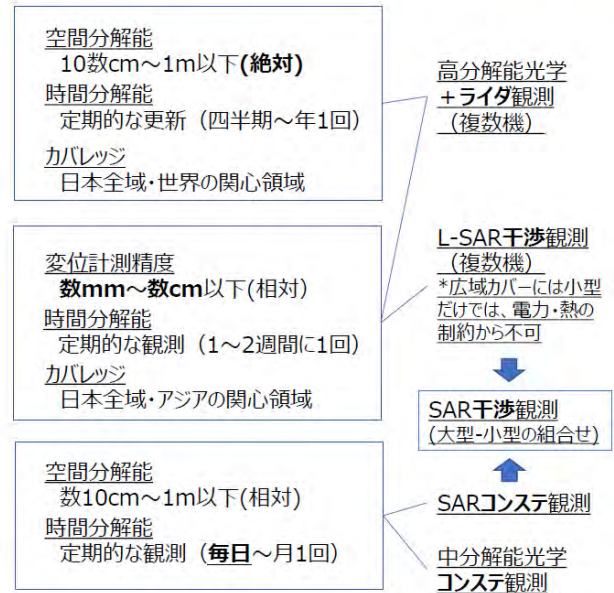 空間分解能
10数cm～1m以下(絶対)
時間分解能
定期的な更新（四半期～年1回）
カバレッジ
日本全域・世界の関心領域
高分解能光学
＋ライダ観測
（複数機）
変位計測精度
数mm～数cm以下(相対）
時間分解能
定期的な観測（1～2週間に1回）
カバレッジ
日本全域・アジアの関心領域
L-SAR干渉観測
（複数機）
*広域カバーには小型
だけでは、電力・熱の
制約から不可
SAR干渉観測
(大型-小型の組合せ)
空間分解能
数10cm～1m以下(相対)
時間分解能
定期的な観測（毎日～月1回）
SARコンステ観測
中分解能光学
コンステ観測